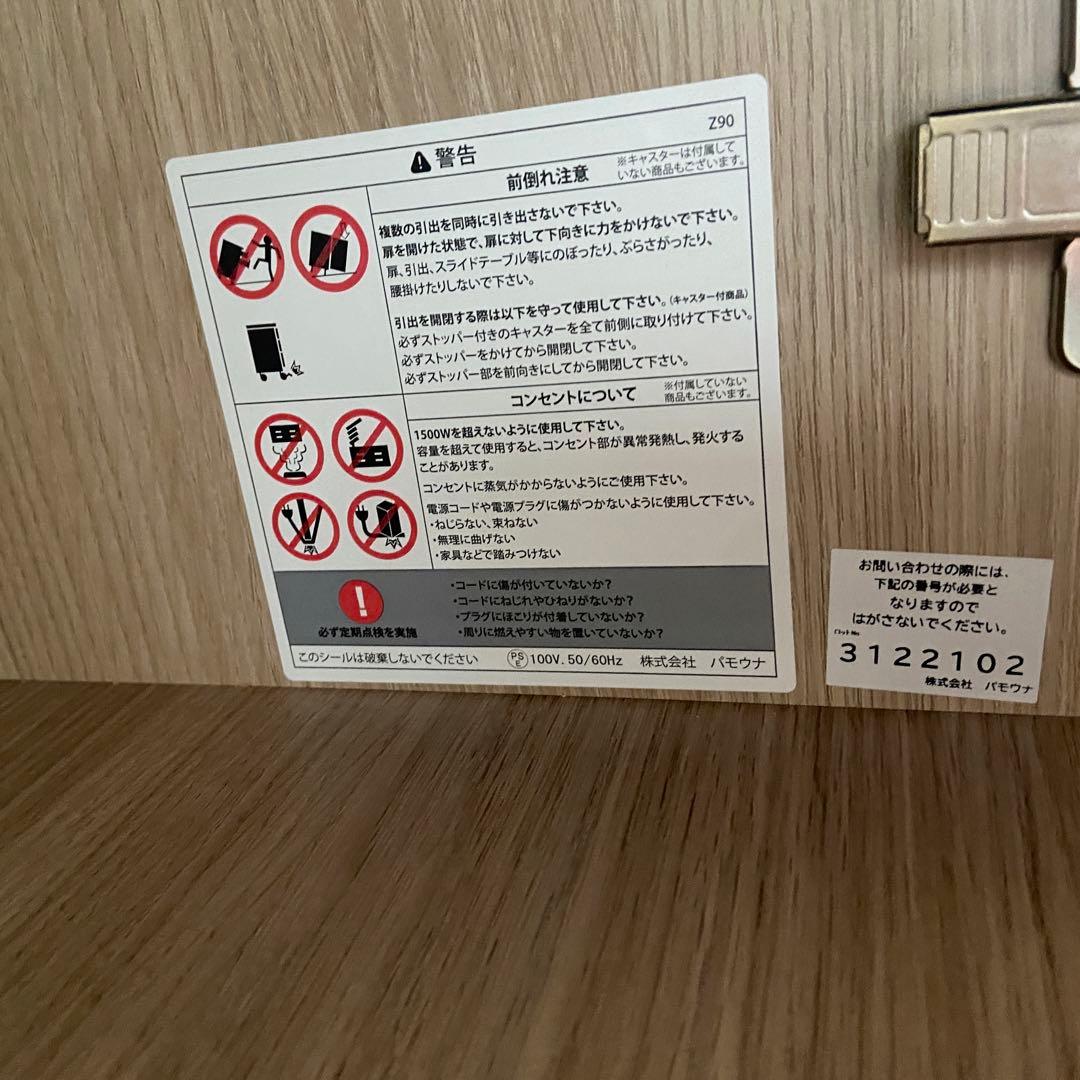 Z90
警告
前倒れ注意
※キャスターは付属して
いない商品もございます。
複数の引出を同時に引き出さないで下さい。
扉を開けた状態で、扉に対して下向きに力をかけないで下さい。
扉、引出、スライドテーブル等にのぼったり、ぶらさがったり、
腰掛けたりしないで下さい。
引出を開閉する際は以下を守って使用して下さい。(キャスター付商品)
必ずストッパー付きのキャスターを全て前側に取り付けて下さい。
必ずストッパーをかけてから開閉して下さい。
必ずストッパー部を前向きにしてから開閉して下さい。
コンセントについて
※付属していない
商品もございます。
1500Wを超えないように使用して下さい。
容量を超えて使用すると、コンセント部が異常発熱し、発火する
ことがあります。
コンセントに蒸気がかからないようにご使用下さい。
電源コードや電源プラグに傷がつかないように使用して下さい。
・ねじらない、束ねない
・無理に曲げない
・家具などで踏みつけない
必ず定期点検を実施
・コードに傷が付いていないか?
・コードにねじれやひねりがないか?
・プラグにほこりが付着していないか?
・周りに燃えやすい物を置いていないか?
このシールは破棄しないでください
PS
E
100V.50/60Hz 株式会社 パモウナ
お問い合わせの際には、
下記の番号が必要と
なりますので
はがさないでください。
ロットNo.
3122102
株式会社 パモウナ